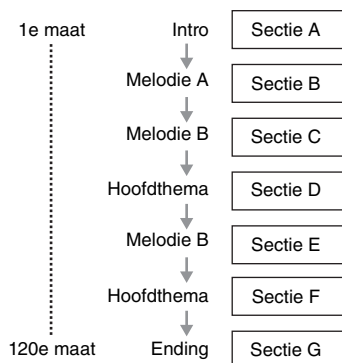 1e maat Intro Sectie A
Melodie A Sectie B
Melodie B Sectie C
Hoofdthema Sectie D
Melodie B Sectie E
Hoofdthema Sectie F
120e maat Ending Sectie G